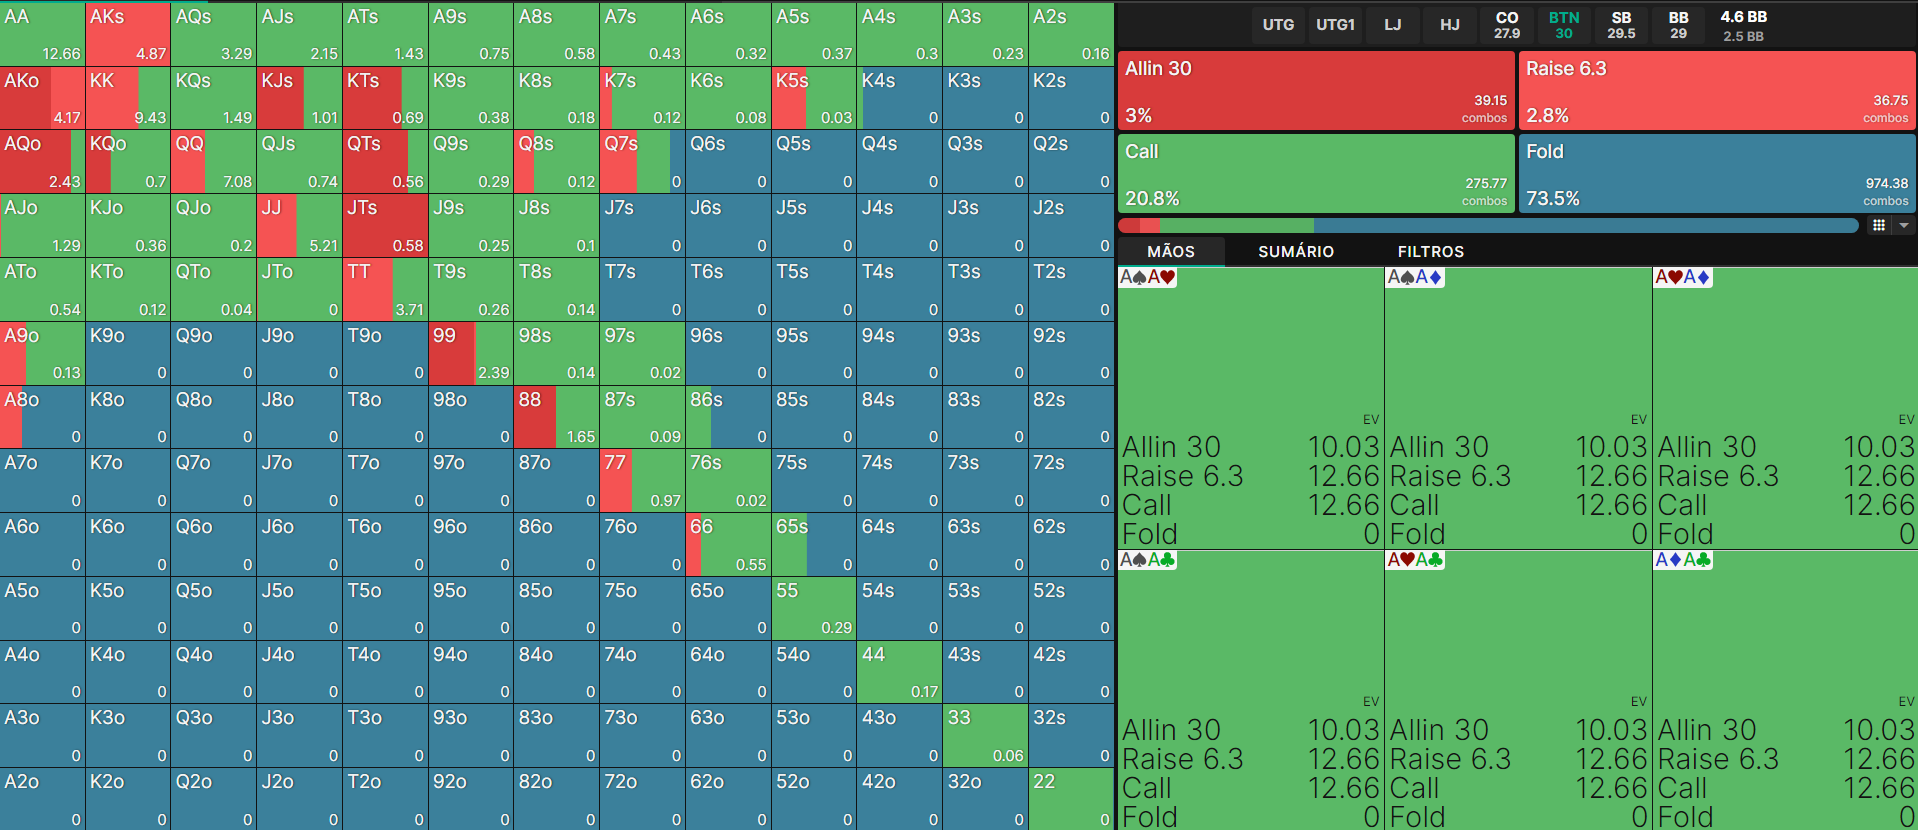 AA AKs AQs AJs ATs A9s A8s A7s A6s A5s A4s A3s A2s
12.66 4.87 3.29 2.15 1.43 0.75 0.58 0.43 0.32 0.37 0.3 0.23 0.16
AKo KK KQs KJs KTs K9s K8s K7s K6s K5s K4s K3s K2s
4.17 9.43 1.49 1.01 0.69 0.38 0.18 0.12 0.08 0.03 0 0 0
AQo KQo QQ QJs QTs Q9s Q8s Q7s Q6s Q5s Q4s Q3s Q2s
2.43 0.7 7.08 0.74 0.56 0.29 0.12 0 0 0 0 0 0
AJo KJo QJo JJ JTs J9s J8s J7s J6s J5s J4s J3s J2s
1.29 0.36 0.2 5.21 0.58 0.25 0.1 0 0 0 0 0 0
ATo KTo QTo JTo TT T9s T8s T7s T6s T5s T4s T3s T2s
0.54 0.12 0.04 0 3.71 0.26 0.14 0 0 0 0 0 0
A9o K9o Q9o J9o T9o 99 98s 97s 96s 95s 94s 93s 92s
0.13 0 0 0 0 2.39 0.14 0.02 0 0 0 0 0
A8o K8o Q8o J8o T8o 98o 88 87s 86s 85s 84s 83s 82s
0 0 0 0 0 0 1.65 0.09 0 0 0 0 0
A7o K7o Q7o J7o T7o 97o 87o 77 76s 75s 74s 73s 72s
0 0 0 0 0 0 0 0.97 0.02 0 0 0 0
A6o K6o Q6o J6o T6o 96o 86o 76o 66 65s 64s 63s 62s
0 0 0 0 0 0 0 0 0.55 0 0 0 0
A5o K5o Q5o J5o T5o 95o 85o 75o 65o 55 54s 53s 52s
0 0 0 0 0 0 0 0 0 0.29 0 0 0
A4o K4o Q4o J4o T4o 94o 84o 74o 64o 54o 44 43s 42s
0 0 0 0 0 0 0 0 0 0 0.17 0 0
A3o K3o Q3o J3o T3o 93o 83o 73o 63o 53o 43o 33 32s
0 0 0 0 0 0 0 0 0 0 0 0.06 0
A2o K2o Q2o J2o T2o 92o 82o 72o 62o 52o 42o 32o 22
0 0 0 0 0 0 0 0 0 0 0 0 0
UTG UTG1 LJ HJ CO BTN SB BB 4.6 BB
27.9 30 29.5 29 2.5 BB
Allin 30 Raise 6.3
39.15 36.75
3% combos 2.8% combos
Call Fold
275.77 974.38
20.8% combos 73.5% combos
MÃOS SUMÁRIO FILTROS
A♠A♥ A♠A♦ A♥A♦
EV EV EV
Allin 30 10.03 Allin 30 10.03 Allin 30 10.03
Raise 6.3 12.66 Raise 6.3 12.66 Raise 6.3 12.66
Call 12.66 Call 12.66 Call 12.66
Fold 0 Fold 0 Fold 0
A♠A♣ A♥A♣ A♦A♣
EV EV EV
Allin 30 10.03 Allin 30 10.03 Allin 30 10.03
Raise 6.3 12.66 Raise 6.3 12.66 Raise 6.3 12.66
Call 12.66 Call 12.66 Call 12.66
Fold 0 Fold 0 Fold 0